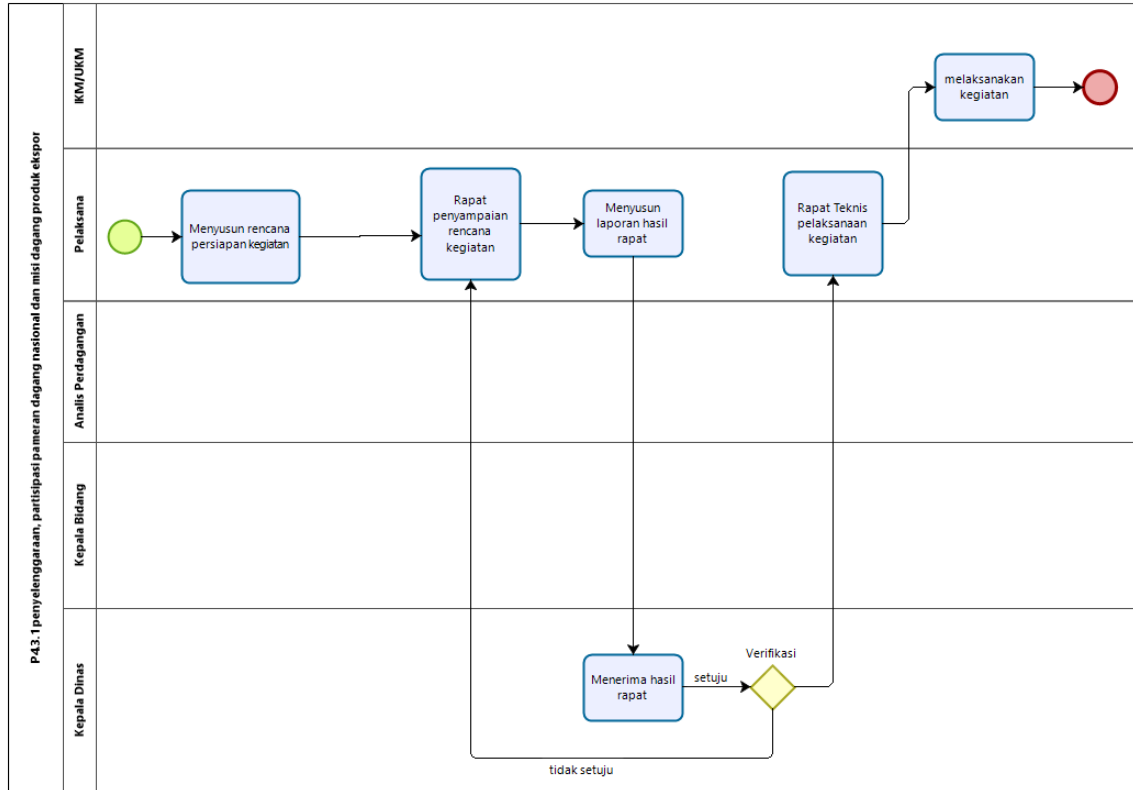 P4.3.1 penyelenggaraan, partisipasi pameran dagang nasional dan misi dagang produk ekspor
IKM/UKM
melaksanakan
kegiatan
Pelaksana
Menyusun rencana
persiapan kegiatan
Rapat
penyampaian
rencana
kegiatan
Menyusun
laporan hasil
rapat
Rapat Teknis
pelaksanaan
kegiatan
Analis Perdagangan
Kepala Bidang
Kepala Dinas
Menerima hasil
rapat
setuju
Verifikasi
tidak setuju